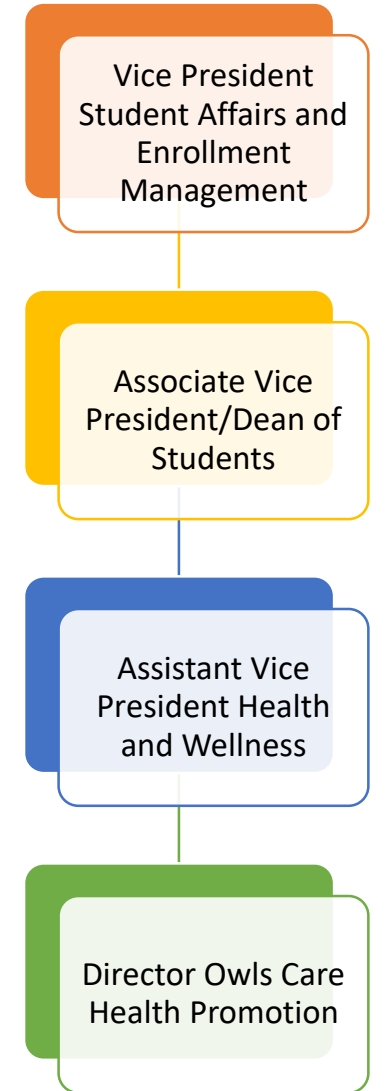 Vice President
Student Affairs and
Enrollment
Management
Associate Vice
President/Dean of
Students
Assistant Vice
President Health
and Wellness
Director Owls Care
Health Promotion